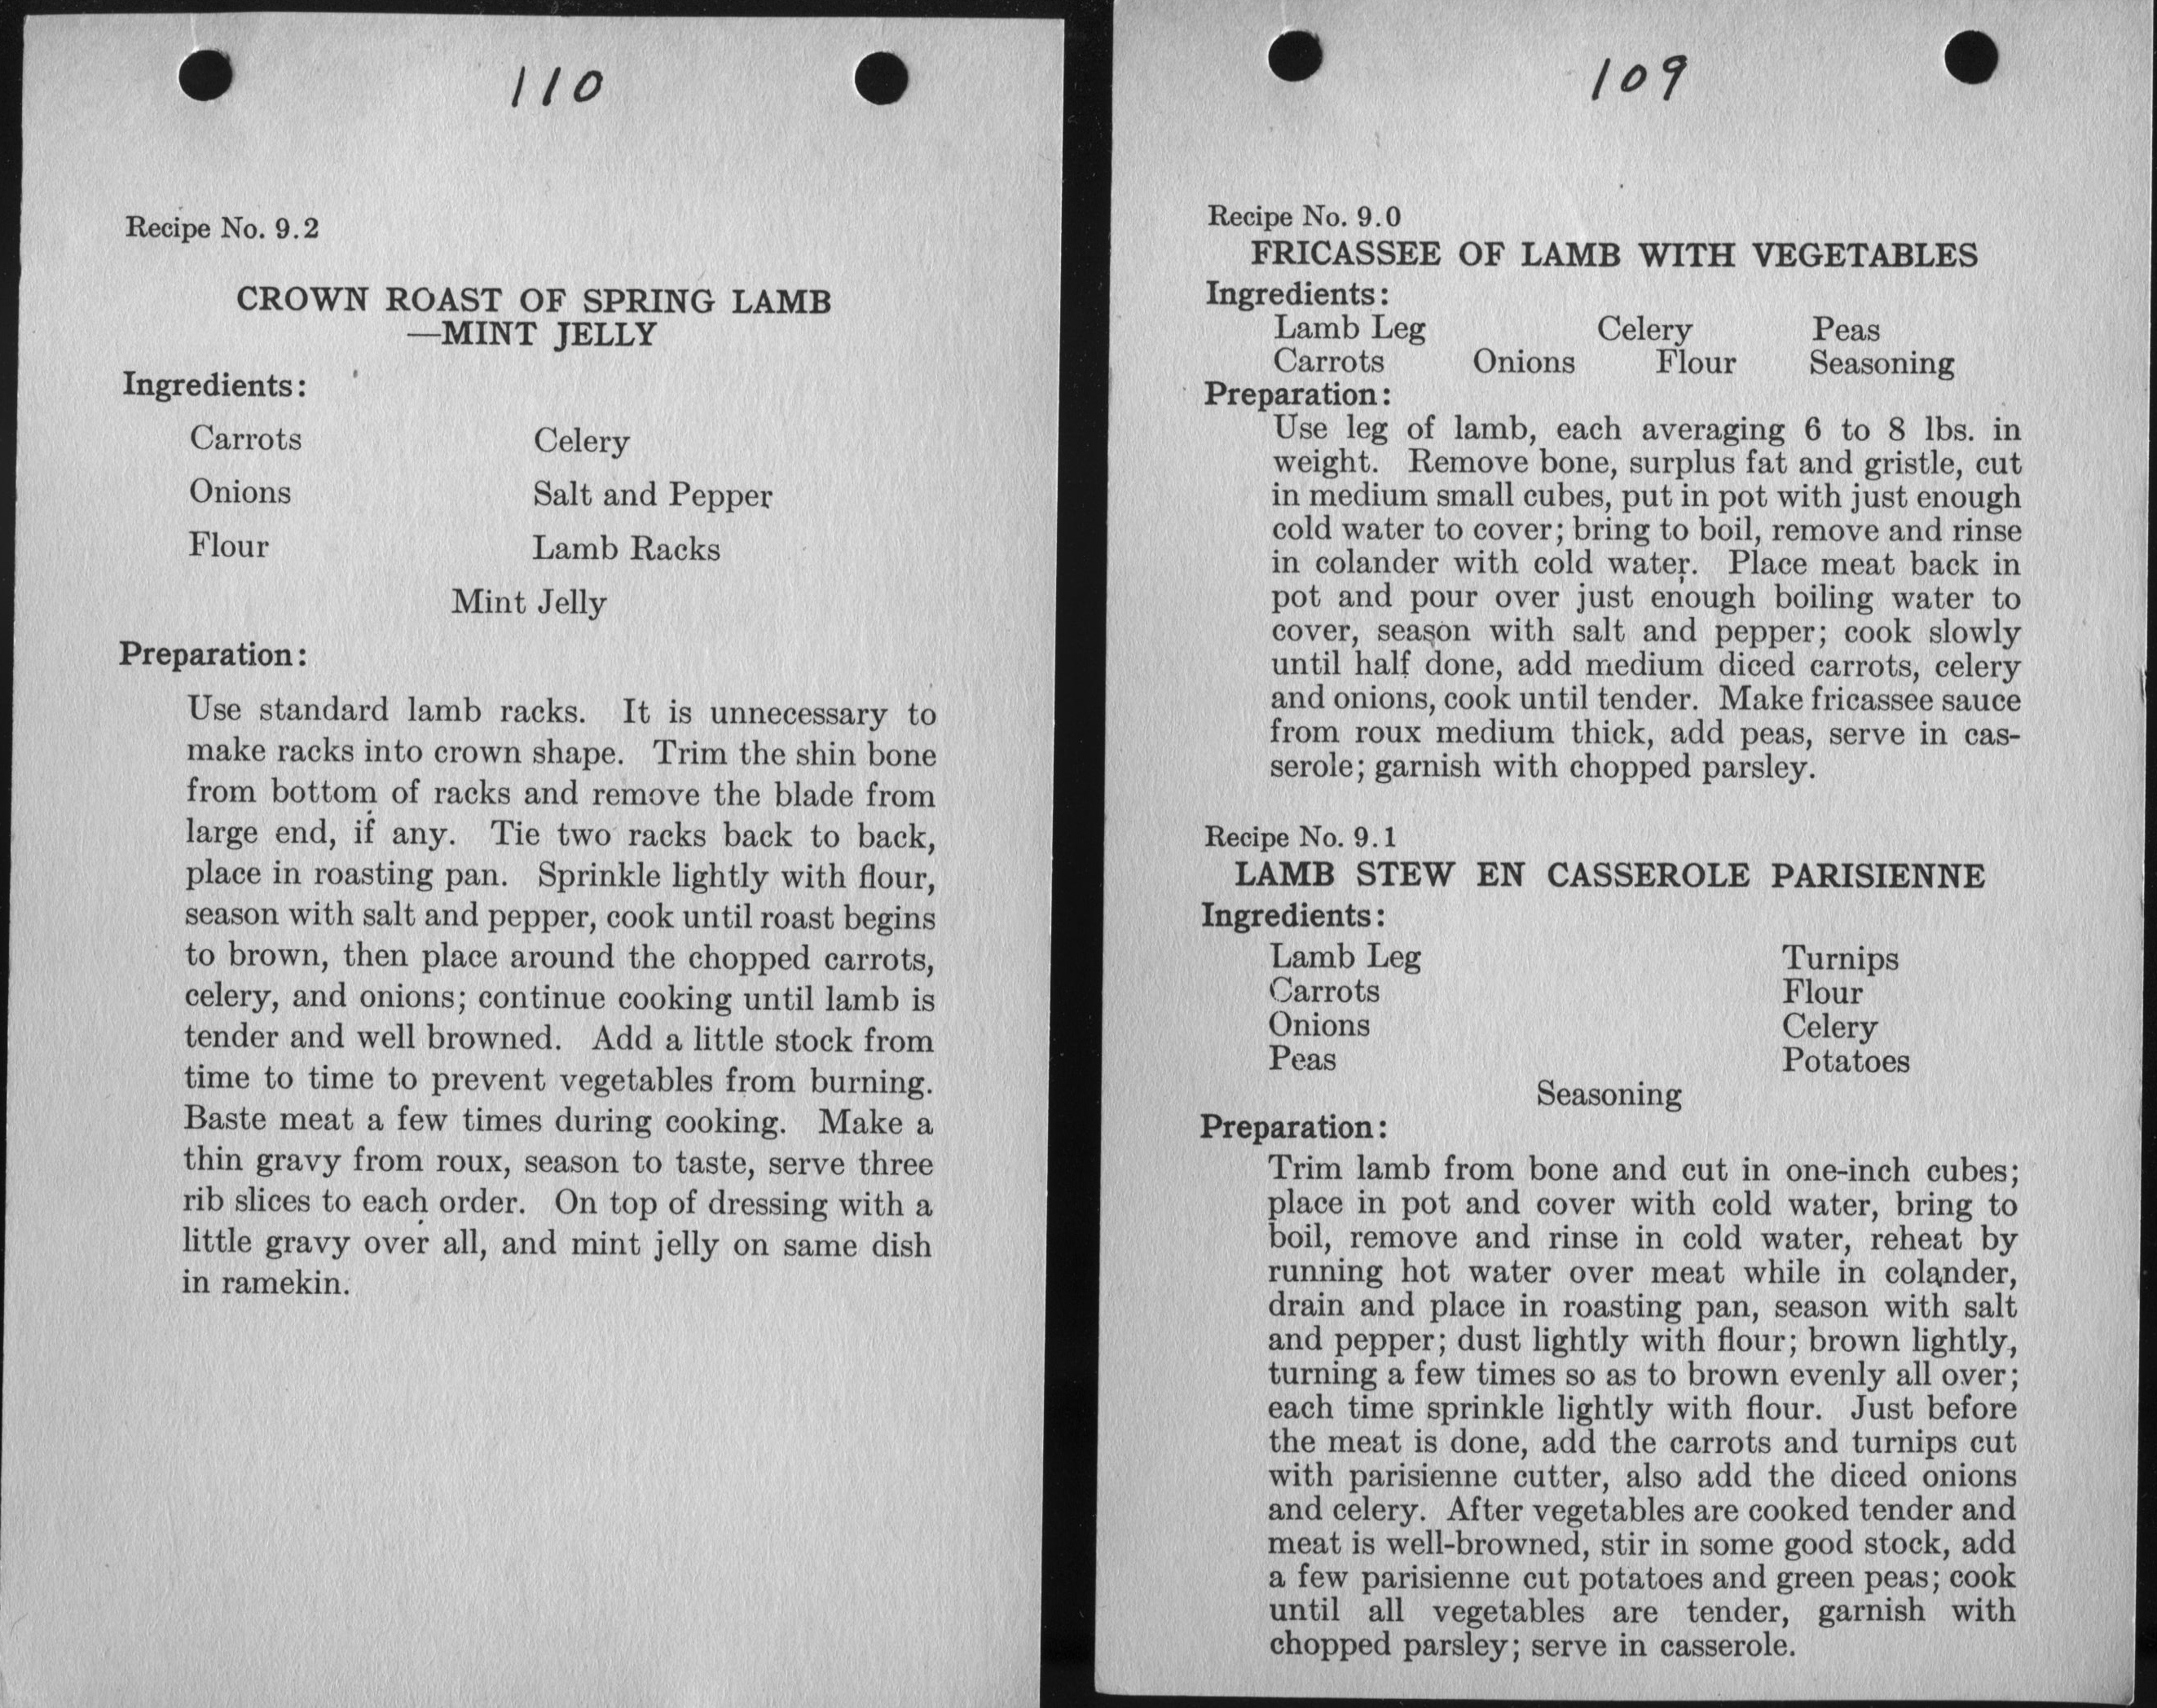 110
Recipe No. 9.2
CROWN ROAST OF SPRING LAMB
—MINT JELLY
Ingredients:
Carrots Celery
Onions Salt and Pepper
Flour Lamb Racks
Mint Jelly
Preparation:
Use standard lamb racks. It is unnecessary to
make racks into crown shape. Trim the shin bone
from bottom of racks and remove the blade from
large end, if any. Tie two racks back to back,
place in roasting pan. Sprinkle lightly with flour,
season with salt and pepper, cook until roast begins
to brown, then place around the chopped carrots,
celery, and onions; continue cooking until lamb is
tender and well browned. Add a little stock from
time to time to prevent vegetables from burning.
Baste meat a few times during cooking. Make a
thin gravy from roux, season to taste, serve three
rib slices to each order. On top of dressing with a
little gravy over all, and mint jelly on same dish
in ramekin.
109
Recipe No. 9.0
FRICASSEE OF LAMB WITH VEGETABLES
Ingredients:
Lamb Leg Celery Peas
Carrots Onions Flour Seasoning
Preparation:
Use leg of lamb, each averaging 6 to 8 lbs. in
weight. Remove bone, surplus fat and gristle, cut
in medium small cubes, put in pot with just enough
cold water to cover; bring to boil, remove and rinse
in colander with cold water. Place meat back in
pot and pour over just enough boiling water to
cover, season with salt and pepper; cook slowly
until half done, add medium diced carrots, celery
and onions, cook until tender. Make fricassee sauce
from roux medium thick, add peas, serve in cas-
serole; garnish with chopped parsley.
Recipe No. 9.1
LAMB STEW EN CASSEROLE PARISIENNE
Ingredients:
Lamb Leg Turnips
Carrots Flour
Onions Celery
Peas Potatoes
Seasoning
Preparation:
Trim lamb from bone and cut in one-inch cubes;
place in pot and cover with cold water, bring to
boil, remove and rinse in cold water, reheat by
running hot water over meat while in colander,
drain and place in roasting pan, season with salt
and pepper; dust lightly with flour; brown lightly,
turning a few times so as to brown evenly all over;
each time sprinkle lightly with flour. Just before
the meat is done, add the carrots and turnips cut
with parisienne cutter, also add the diced onions
and celery. After vegetables are cooked tender and
meat is well-browned, stir in some good stock, add
a few parisienne cut potatoes and green peas; cook
until all vegetables are tender, garnish with
chopped parsley; serve in casserole.